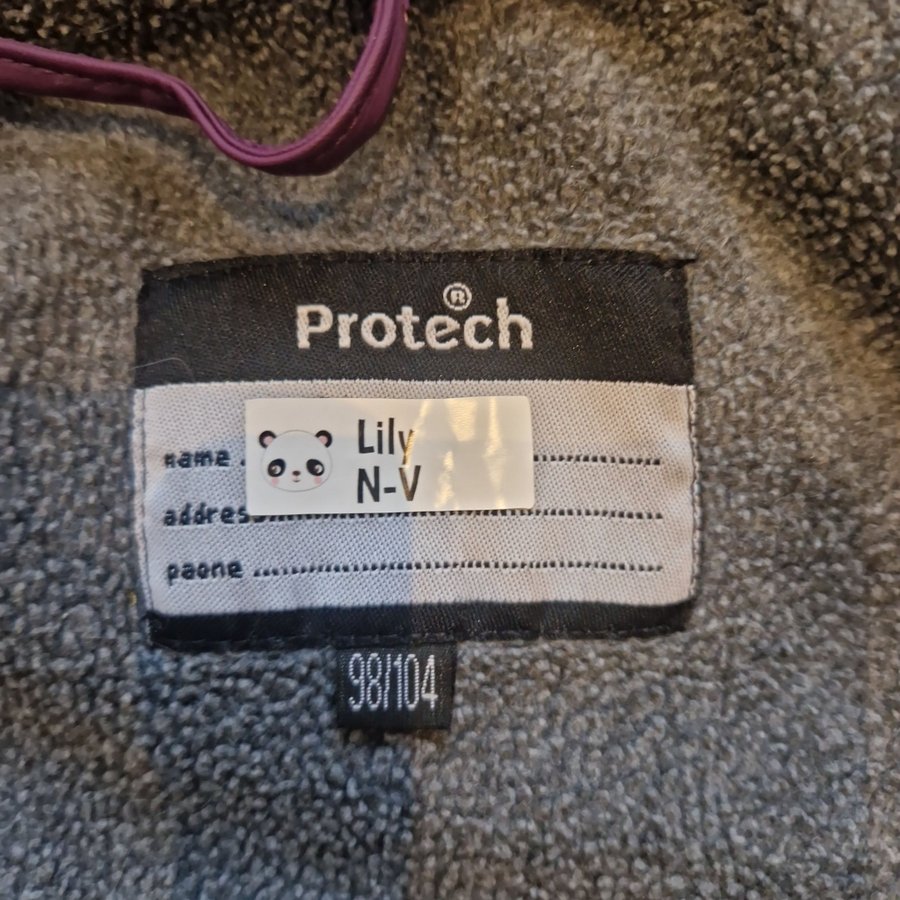 Protech®
Lily
N-V
name
address
paone
98/104